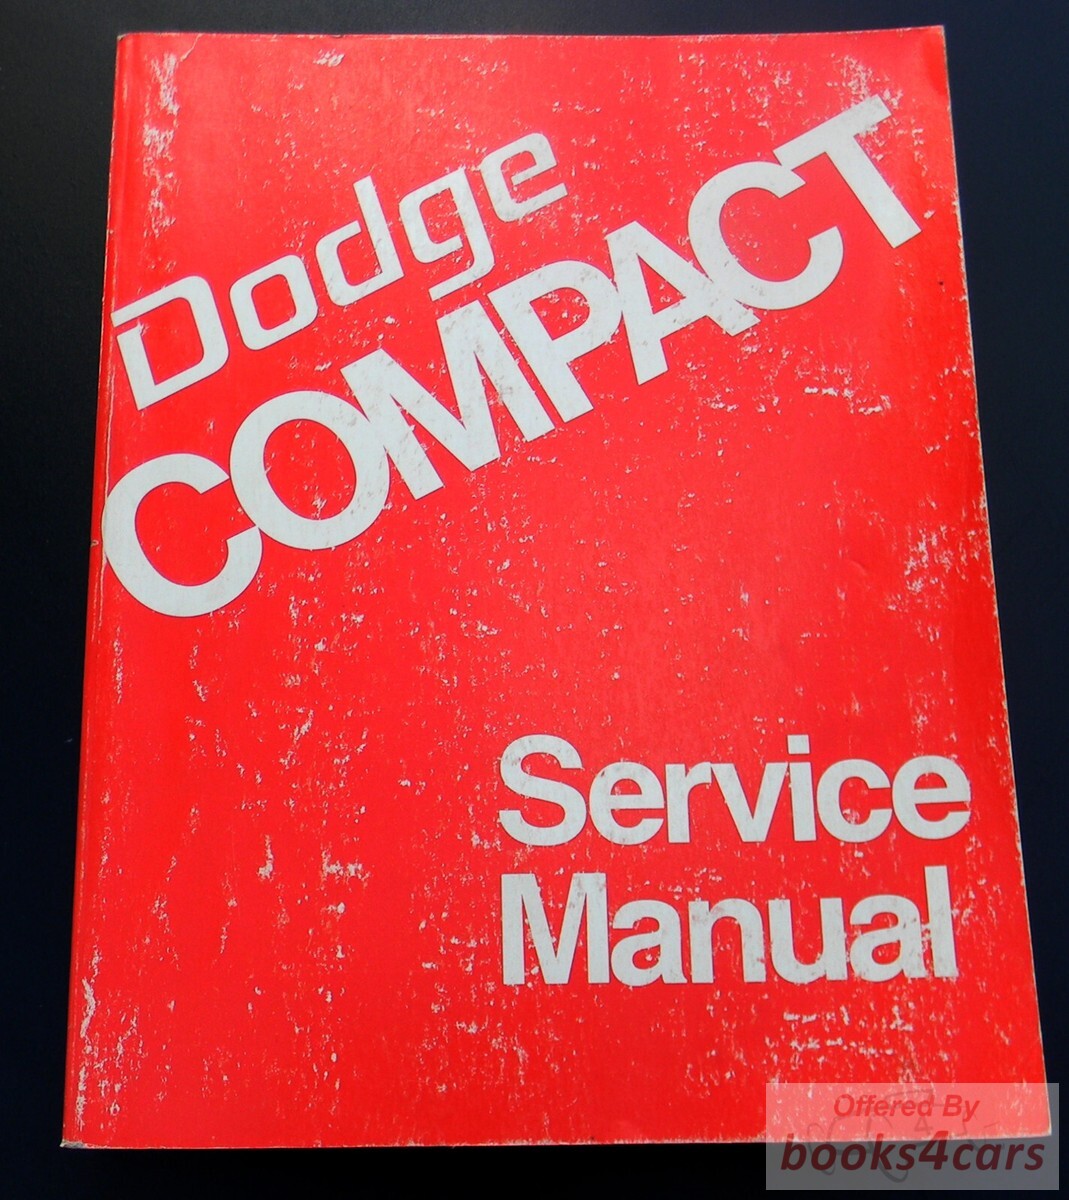 Dodge
COMPACT
Service
Manual
Offered By
books4cars